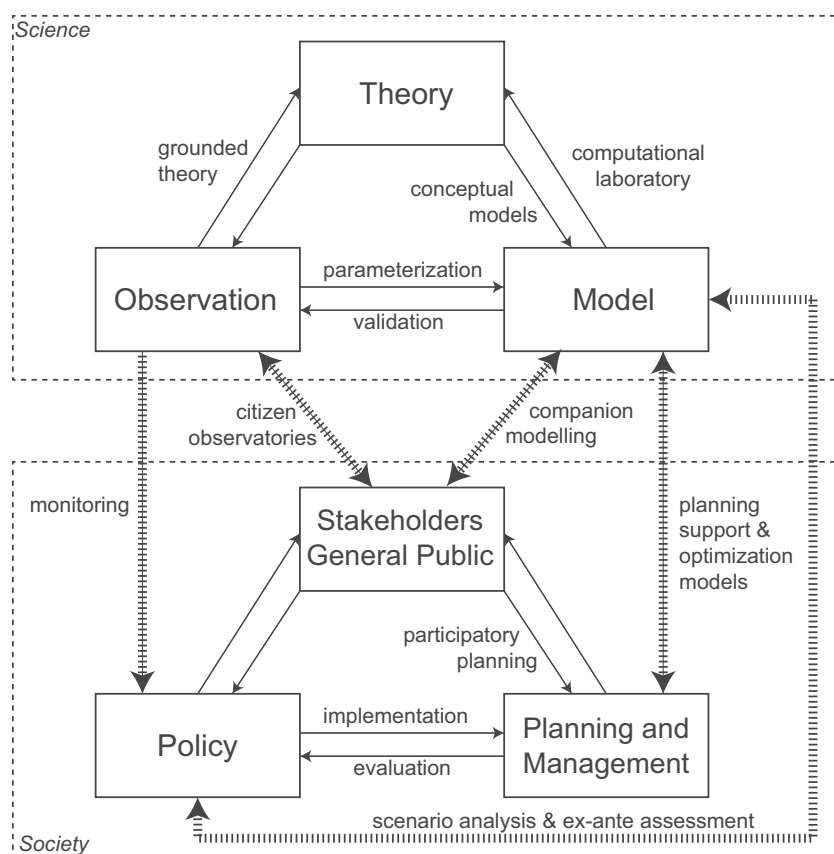 Science
Theory
grounded
theory
computational
laboratory
conceptual
models
Observation
parameterization
validation
Model
citizen
observatories
companion
modelling
monitoring
Stakeholders
General Public
planning
support &
optimization
models
participatory
planning
Policy
implementation
evaluation
Planning and
Management
scenario analysis & ex-ante assessment
Society